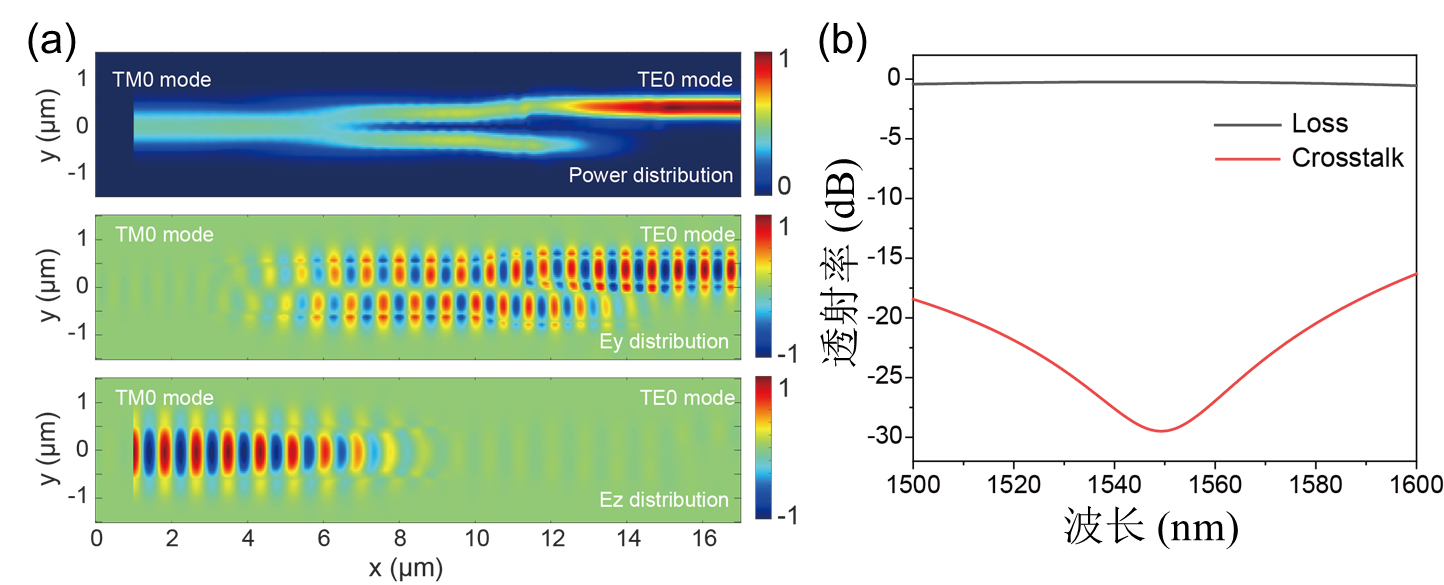 (a)
TM0 mode
TE0 mode
Power distribution
y (μm)
1
0
-1
1
0
TM0 mode
TE0 mode
Ey distribution
y (μm)
1
0
-1
1
-1
TM0 mode
TE0 mode
Ez distribution
y (μm)
1
0
-1
1
-1
0 2 4 6 8 10 12 14 16
x (μm)
(b)
0
-5
-10
-15
-20
-25
-30
透射率 (dB)
Loss
Crosstalk
1500 1520 1540 1560 1580 1600
波长 (nm)